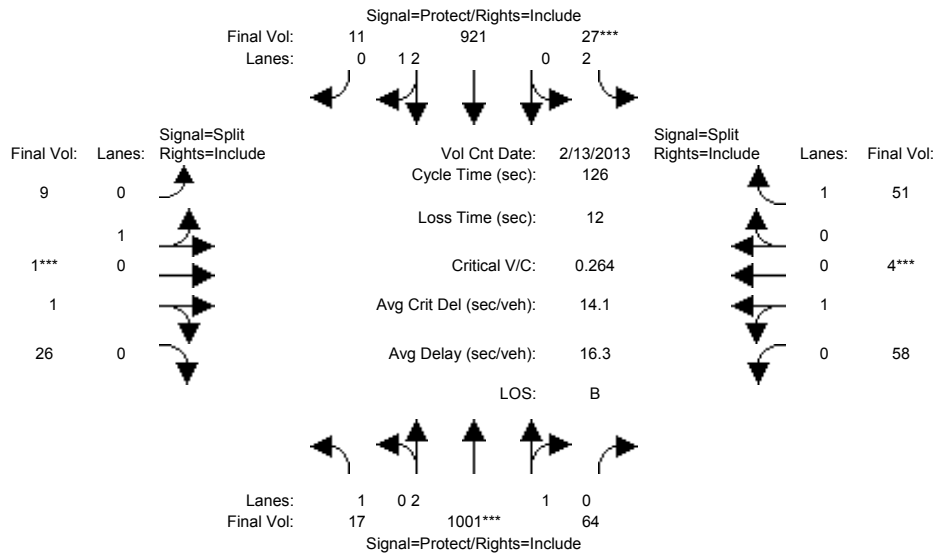 Signal=Protect/Rights=Include
Final Vol: 11 921 27***
Lanes: 0 1 2 0 2
Signal=Split
Rights=Include
Final Vol: Lanes:
Vol Cnt Date: 2/13/2013
Signal=Split
Rights=Include
Lanes: Final Vol:
Cycle Time (sec): 126
9 0
1 51
Loss Time (sec): 12
1
0
1*** 0
Critical V/C: 0.264
0 4***
1
Avg Crit Del (sec/veh): 14.1
1
26 0
Avg Delay (sec/veh): 16.3
0 58
LOS: B
Lanes: 1 0 2 1 0
Final Vol: 17 1001*** 64
Signal=Protect/Rights=Include